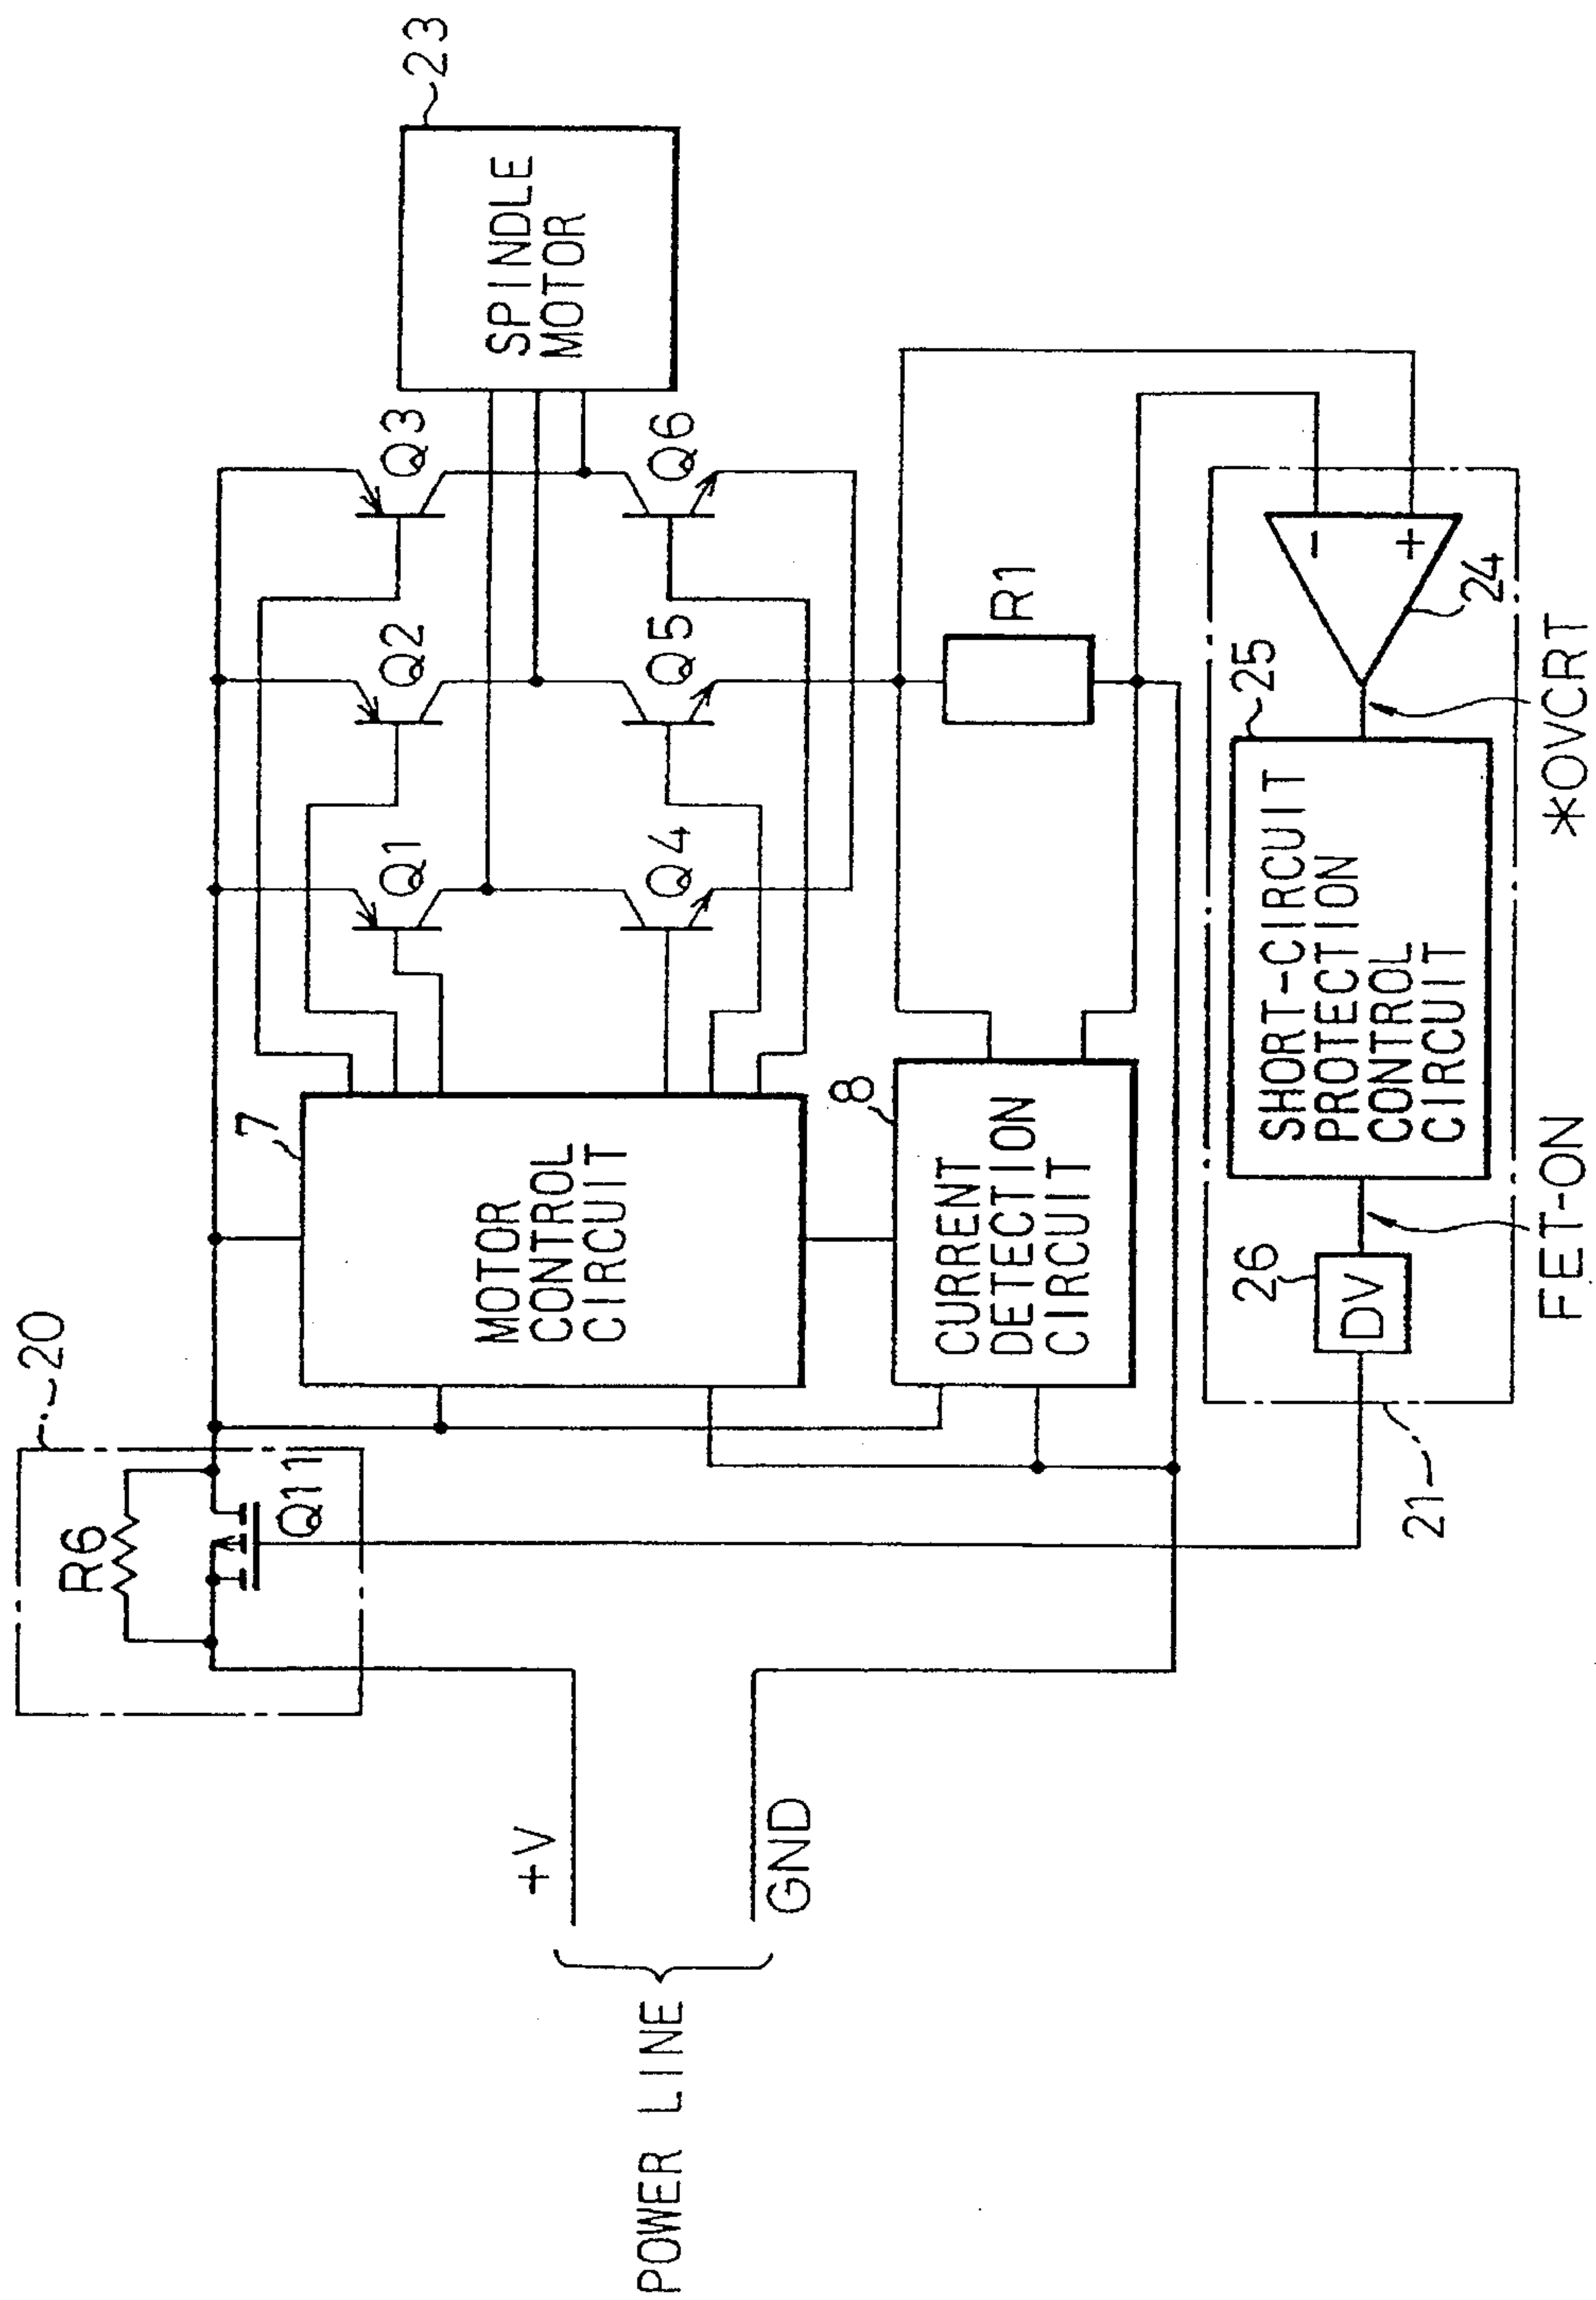 20
R6
Q11
+V
GND
POWER LINE
7
MOTOR
CONTROL
CIRCUIT
Q1
Q2
Q3
Q4
Q5
Q6
SPINDLE
MOTOR
23
8
CURRENT
DETECTION
CIRCUIT
R1
26
DV
25
SHORT-CIRCUIT
PROTECTION
CONTROL
CIRCUIT
-
+
24
21
FET-ON
*OVCRT